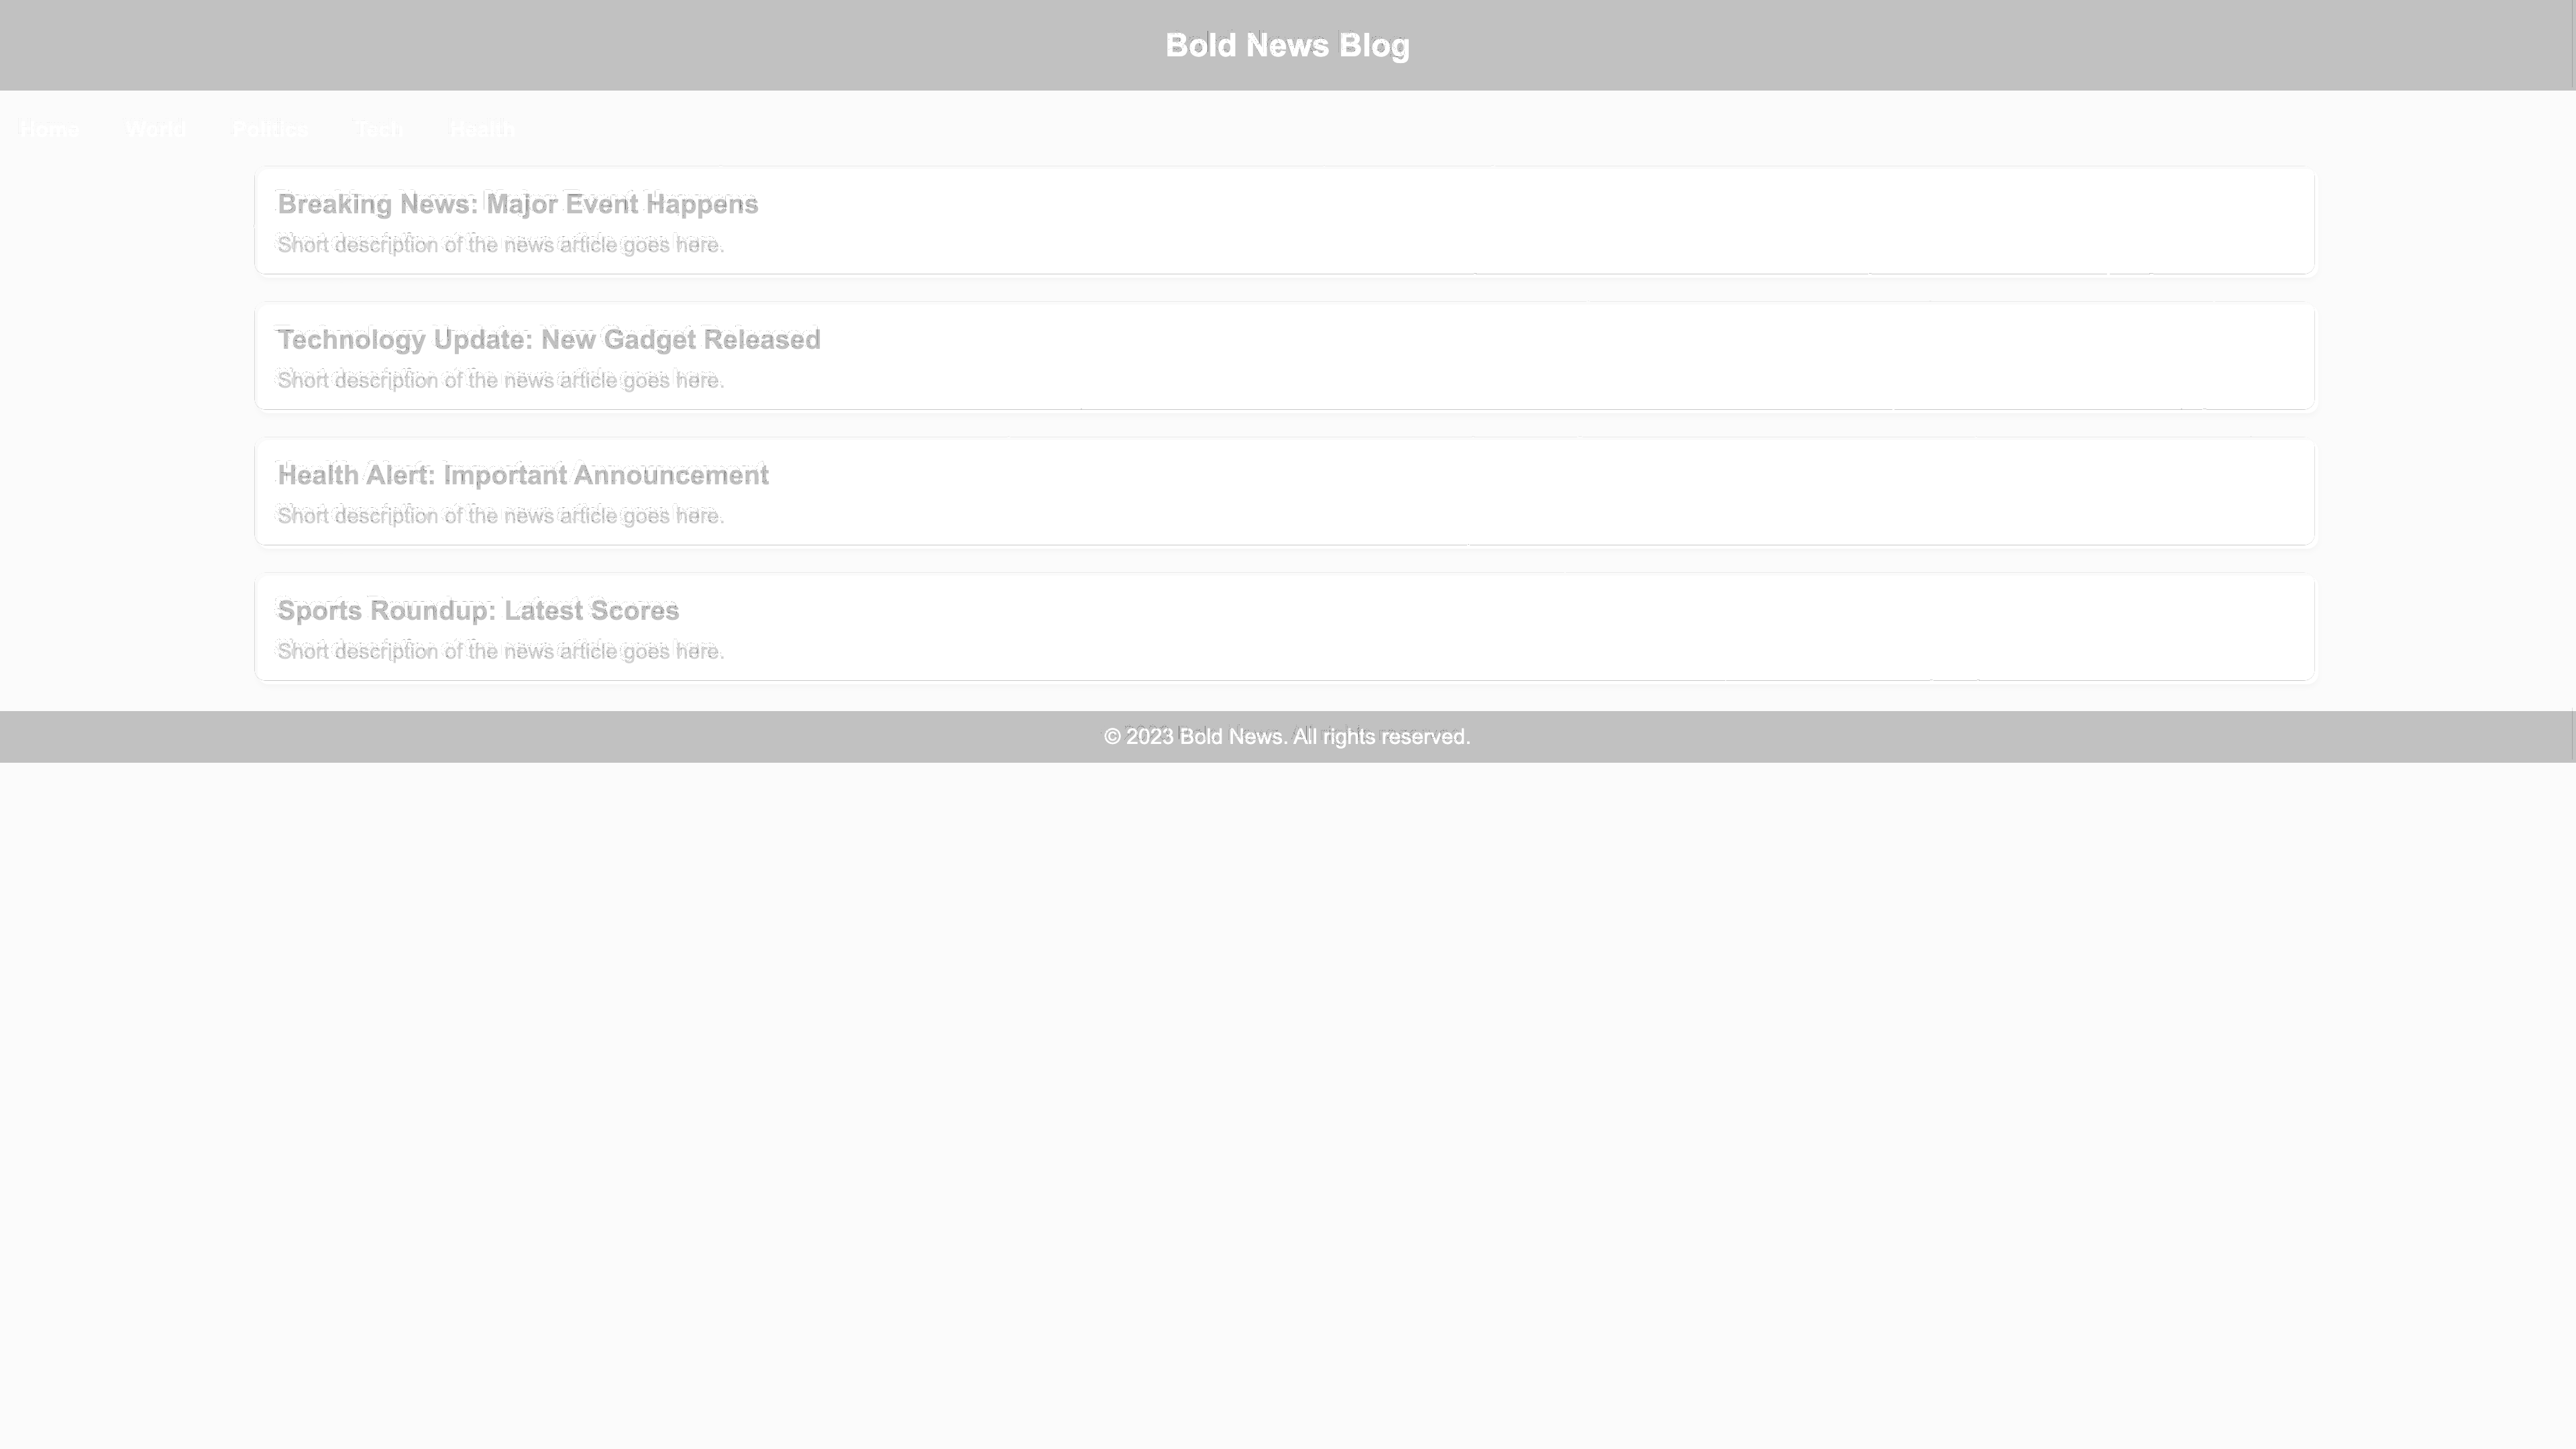 Bold News Blog
Home World Politics Tech Health
Breaking News: Major Event Happens
Short description of the news article goes here.
Technology Update: New Gadget Released
Short description of the news article goes here.
Health Alert: Important Announcement
Short description of the news article goes here.
Sports Roundup: Latest Scores
Short description of the news article goes here.
© 2023 Bold News. All rights reserved.